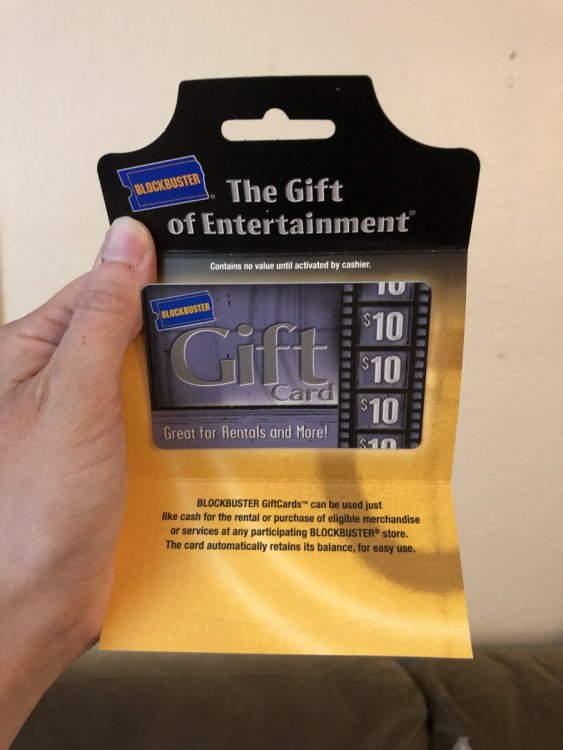 BLOCKBUSTER®
The Gift
of Entertainment®
Contains no value until activated by cashier.
BLOCKBUSTER
Gift
Card
Great for Rentals and More!
10
$10
$10
$10
$10
BLOCKBUSTER GiftCards™ can be used just
like cash for the rental or purchase of eligible merchandise
or services at any participating BLOCKBUSTER® store.
The card automatically retains its balance, for easy use.